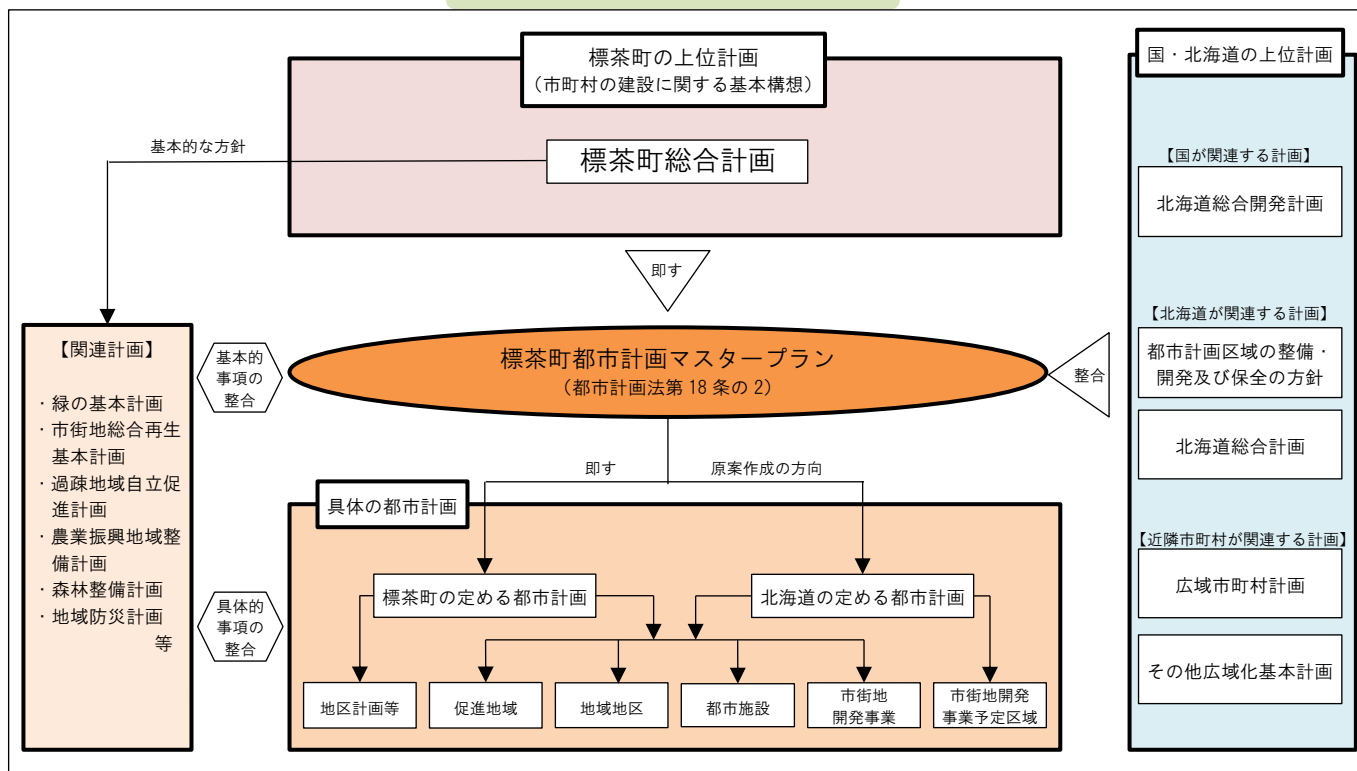 標茶町の上位計画
（市町村の建設に関する基本構想）
標茶町総合計画
基本的な方針
即す
国・北海道の上位計画
【国が関連する計画】
北海道総合開発計画
【北海道が関連する計画】
都市計画区域の整備・
開発及び保全の方針
北海道総合計画
【近隣市町村が関連する計画】
広域市町村計画
その他広域化基本計画
整合
標茶町都市計画マスタープラン
（都市計画法第 18 条の 2）
基本的
事項の
整合
【関連計画】
・緑の基本計画
・市街地総合再生
基本計画
・過疎地域自立促
進計画
・農業振興地域整
備計画
・森林整備計画
・地域防災計画
等
具体的
事項の
整合
即す
原案作成の方向
具体の都市計画
標茶町の定める都市計画
北海道の定める都市計画
地区計画等
促進地域
地域地区
都市施設
市街地
開発事業
市街地開発
事業予定区域